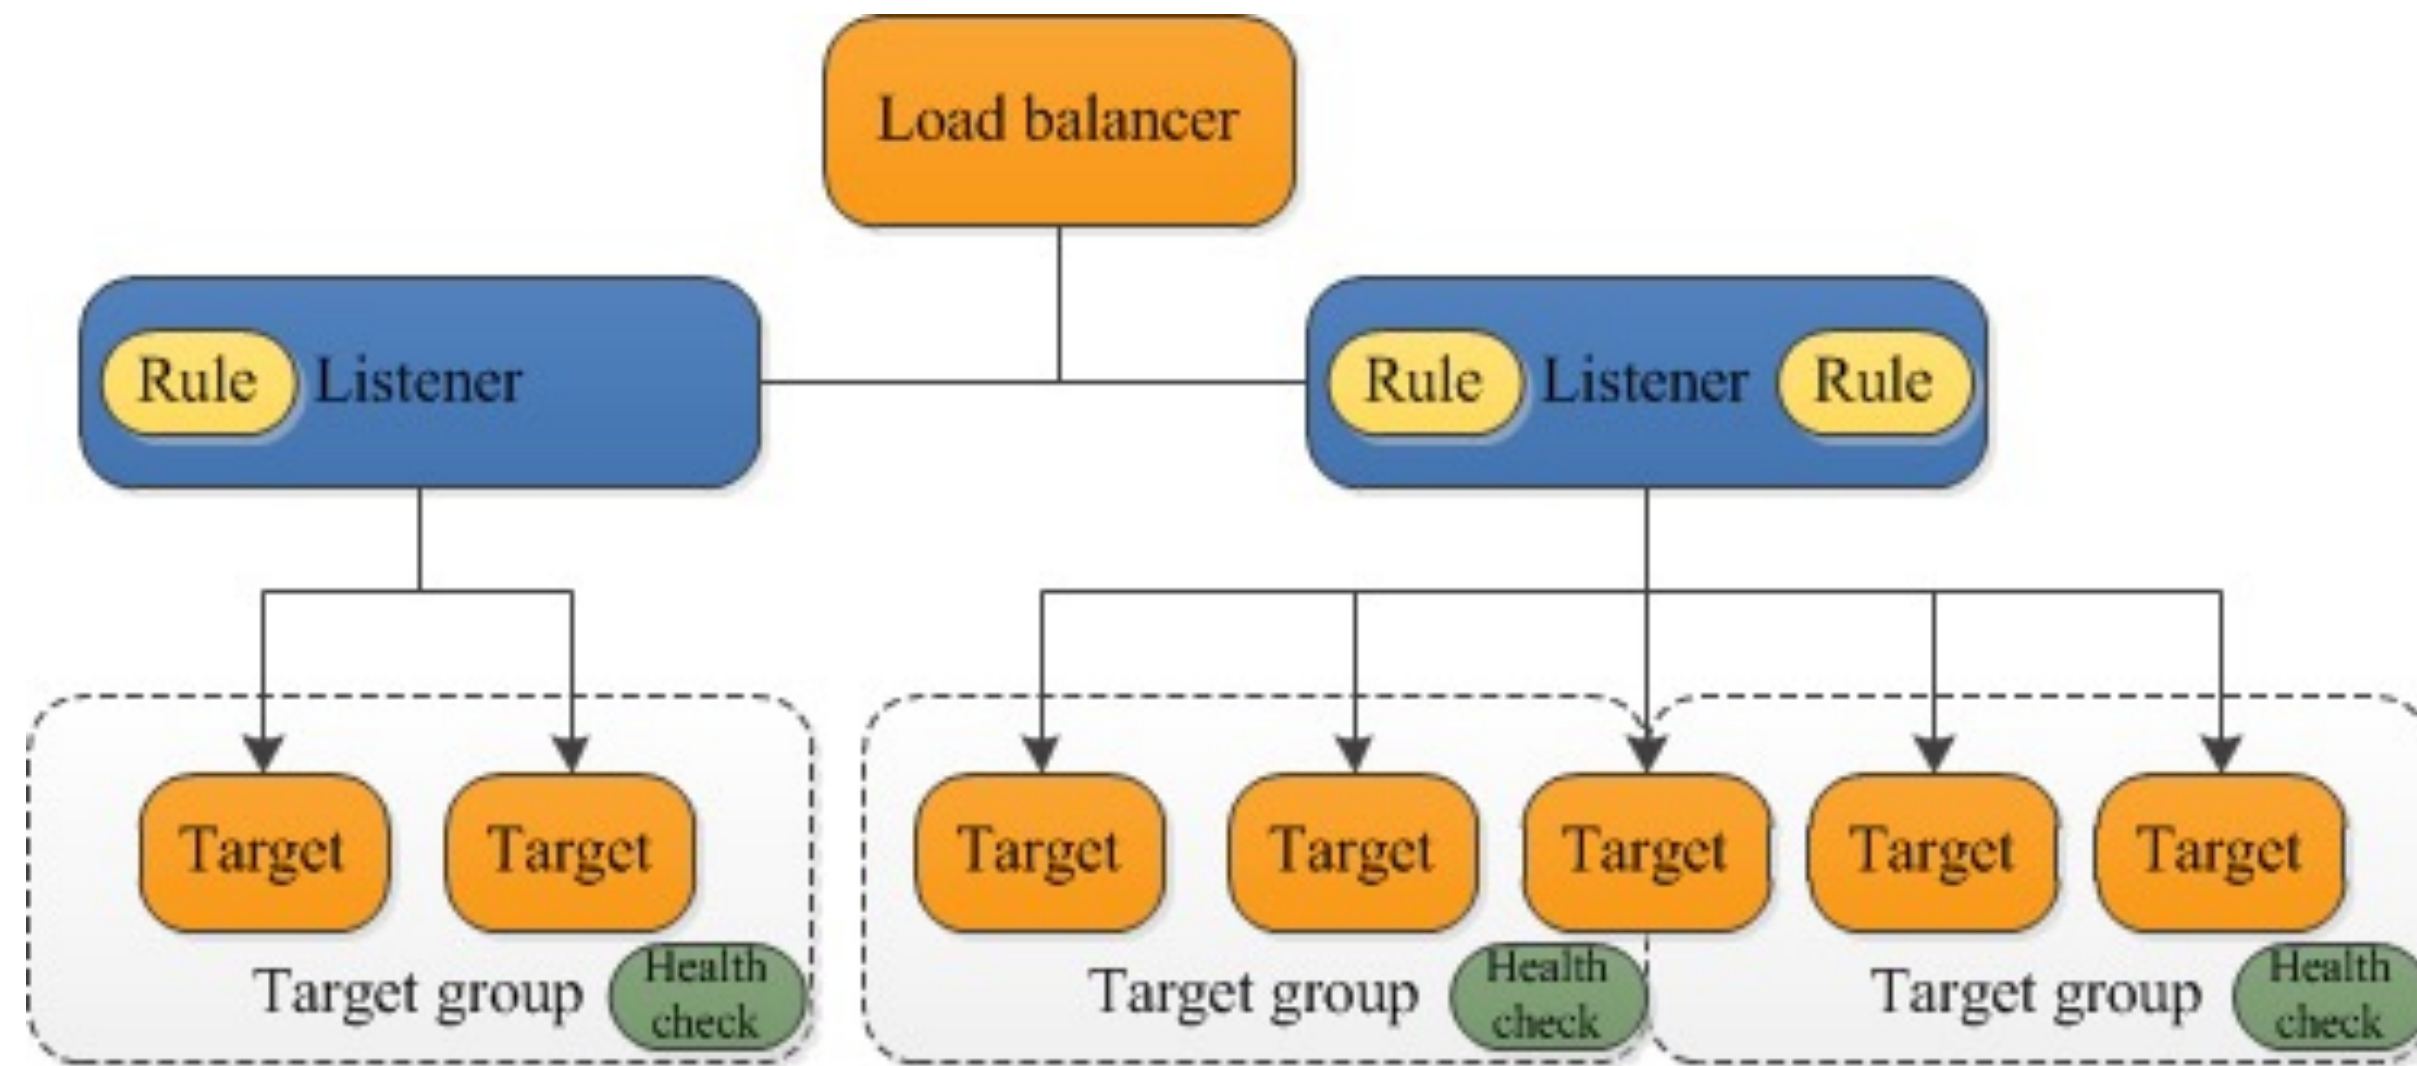 Load balancer
Rule Listener
Rule Listener Rule
Target Target Target Target Target Target Target
Target group
Health
check
Target group
Health
check
Target group
Health
check